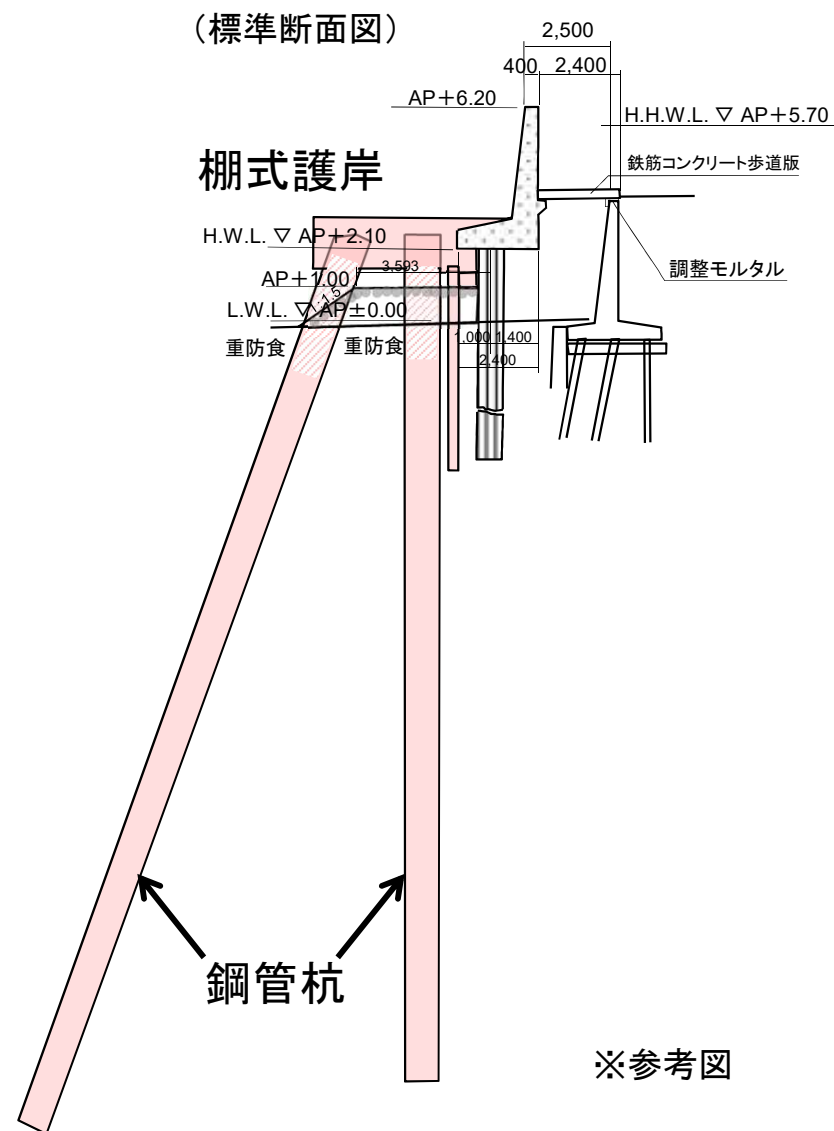 (標準断面図)
2,500
400 2,400
AP+6.20
H.H.W.L. ▽ AP+5.70
鉄筋コンクリート歩道版
棚式護岸
H.W.L. ▽ AP+2.10
3,593
AP+1.00
調整モルタル
1:1.5
L.W.L. ▽ AP±0.00
重防食 重防食
1,000 1,400
2,400
鋼管杭
※参考図